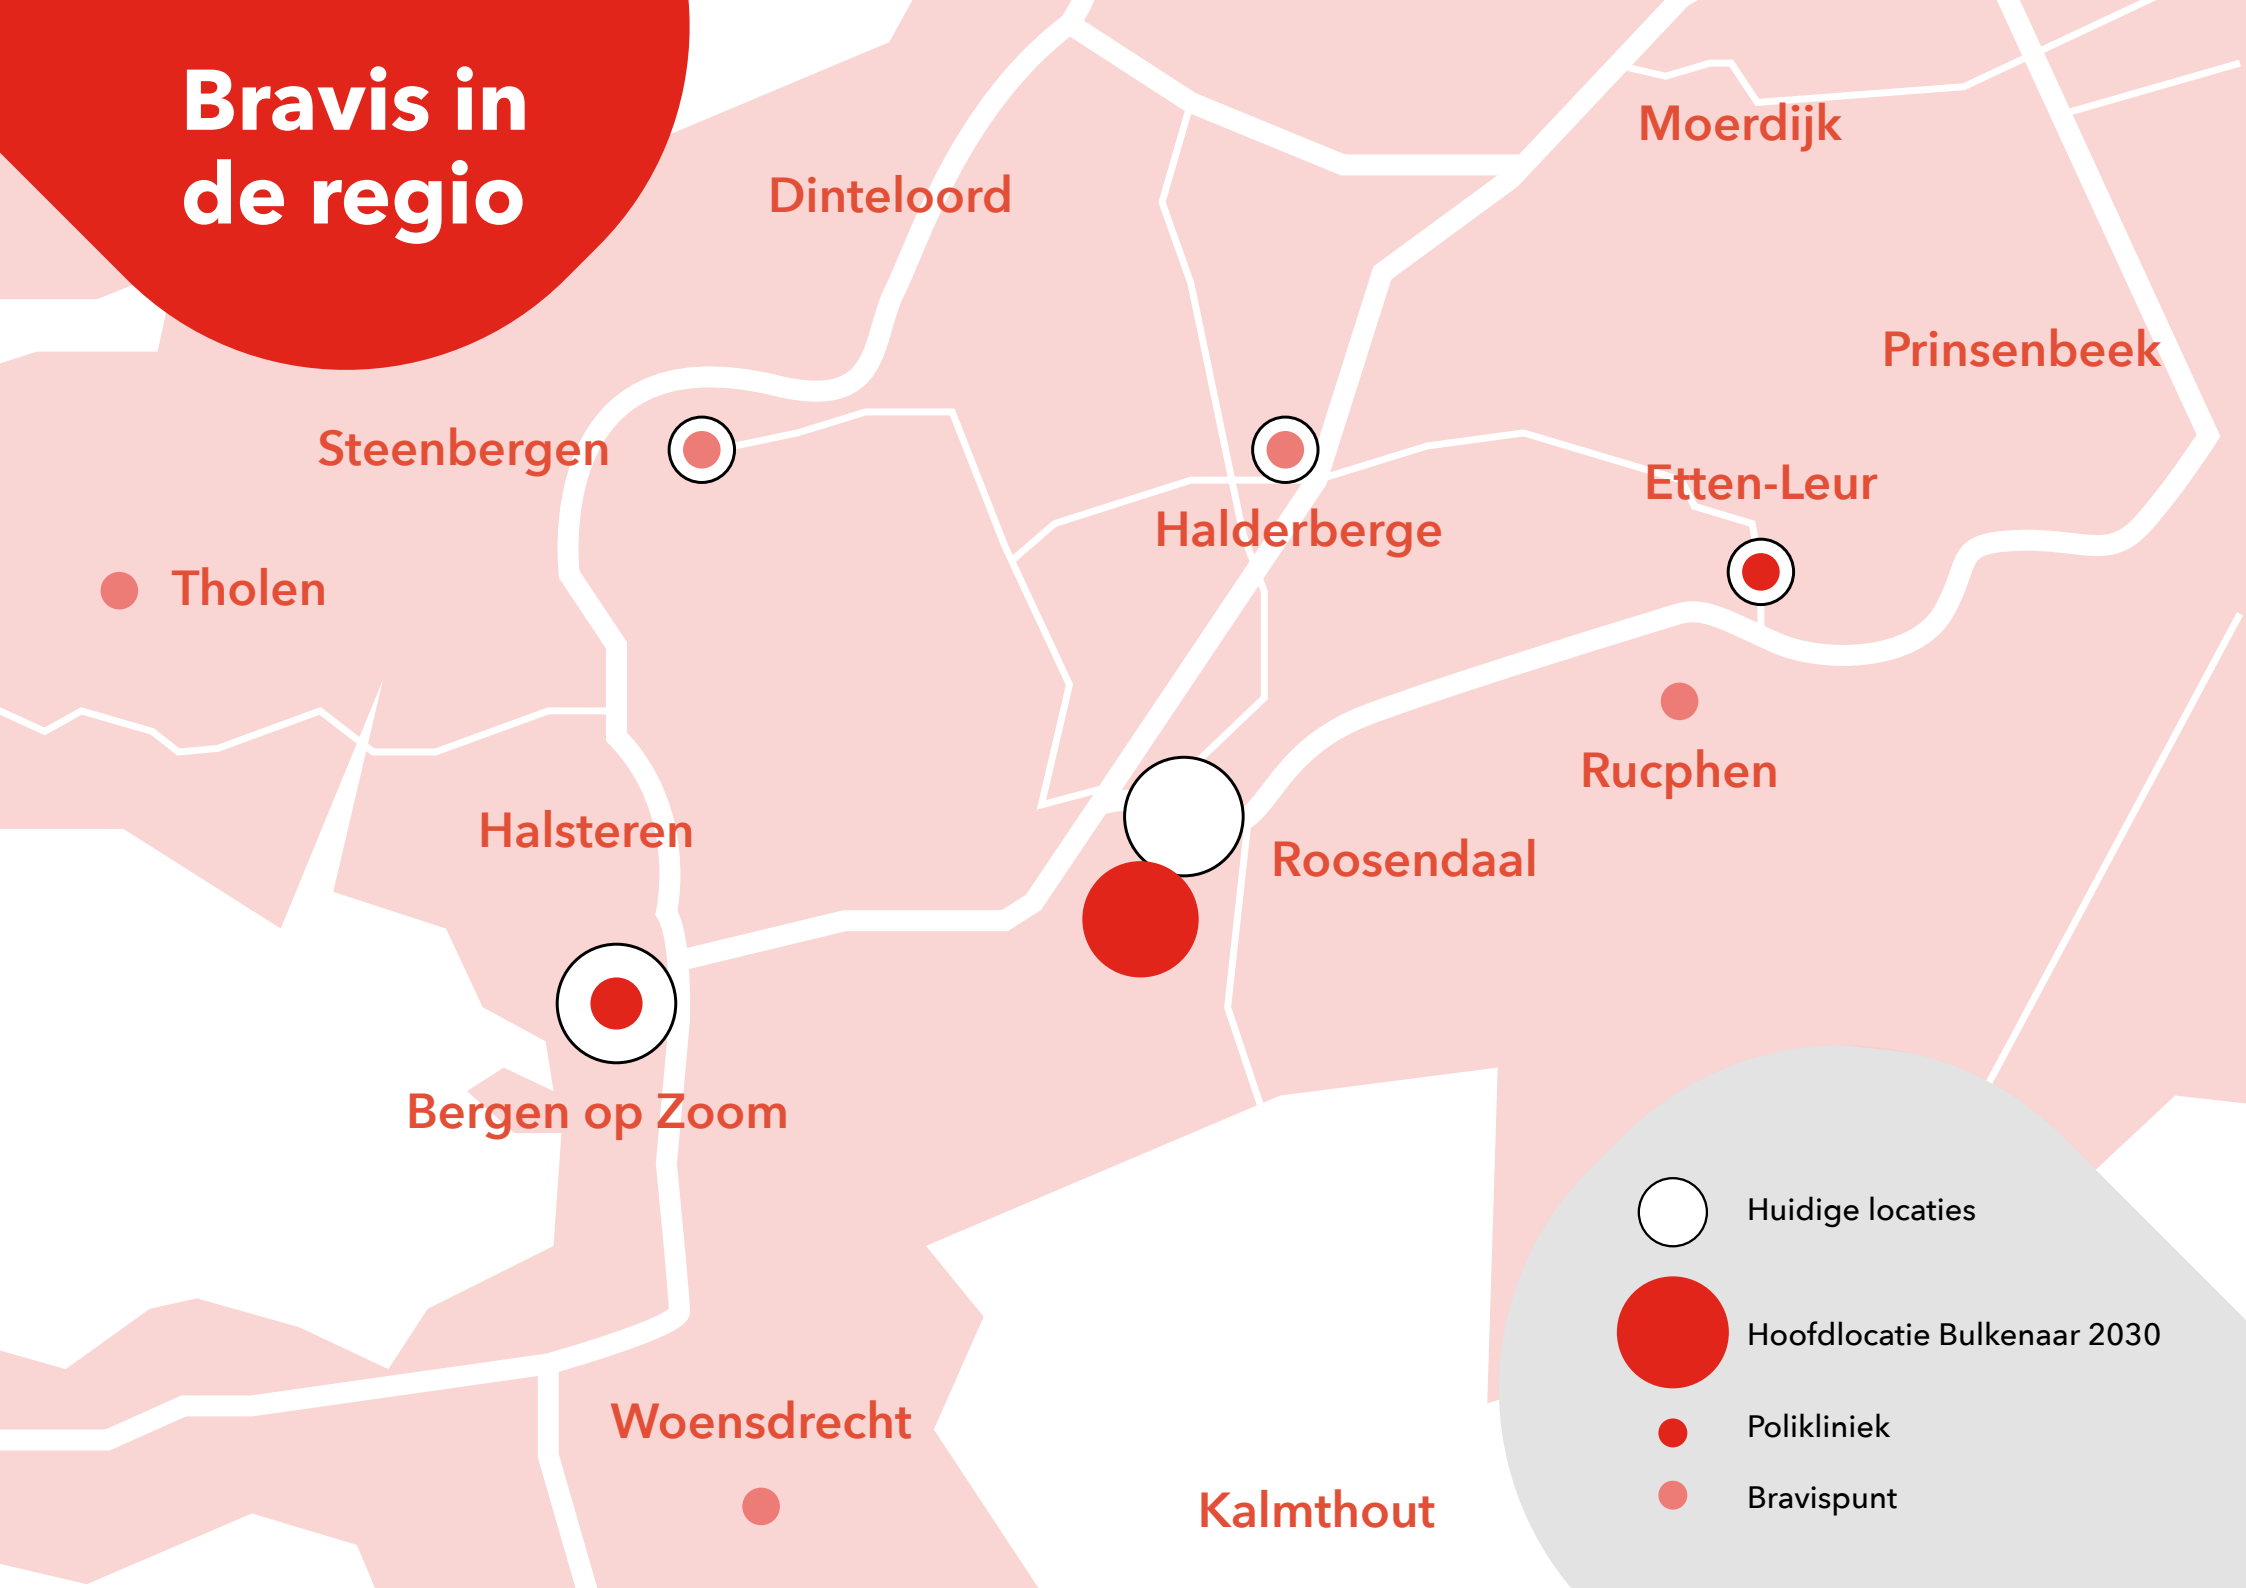 Bravis in
de regio
Moerdijk
Dinteloord
Prinsenbeek
Steenbergen
Etten-Leur
Halderberge
Tholen
Rucphen
Halsteren
Roosendaal
Bergen op Zoom
Woensdrecht
Kalmthout
Huidige locaties
Hoofdlocatie Bulkenaar 2030
Polikliniek
Bravispunt